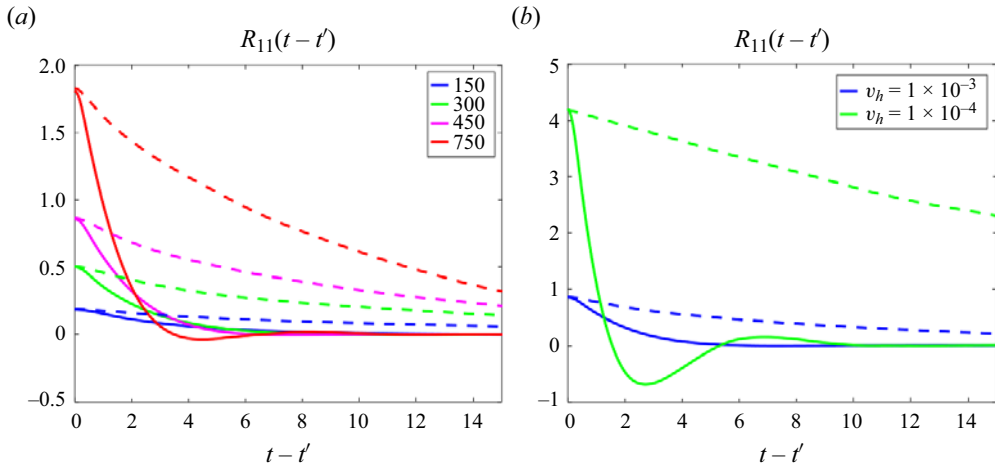 (a)
R₁₁(t – t′)
2.0
1.5
1.0
0.5
0
–0.5
0 2 4 6 8 10 12 14
t – t′
150
300
450
750
(b)
R₁₁(t – t′)
5
4
3
2
1
0
–1
0 2 4 6 8 10 12 14
t – t′
υₕ = 1 × 10⁻³
υₕ = 1 × 10⁻⁴